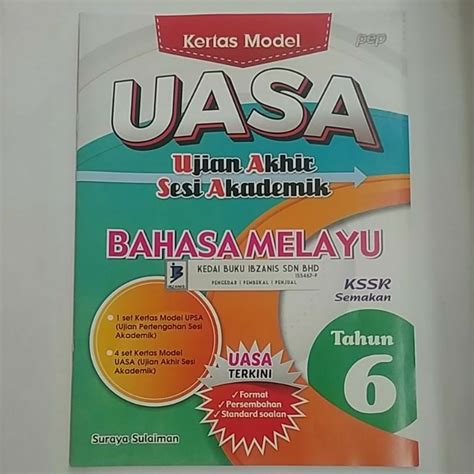 Kertas Model
pep
UASA
Ujian Akhir
Sesi Akademik
BAHASA MELAYU
IBZANIS
KEDAI BUKU IBZANIS SDN BHD
PENGEDAR | PEMBEKAL | PENJUAL
KSSR
Semakan
• 1 set Kertas Model UPSA
(Ujian Pertengahan Sesi
Akademik)
• 4 set Kertas Model
UASA (Ujian Akhir Sesi
Akademik)
UASA
TERKINI
✓ Format
✓ Persembahan
✓ Standard soalan
Tahun
6
Suraya Sulaiman